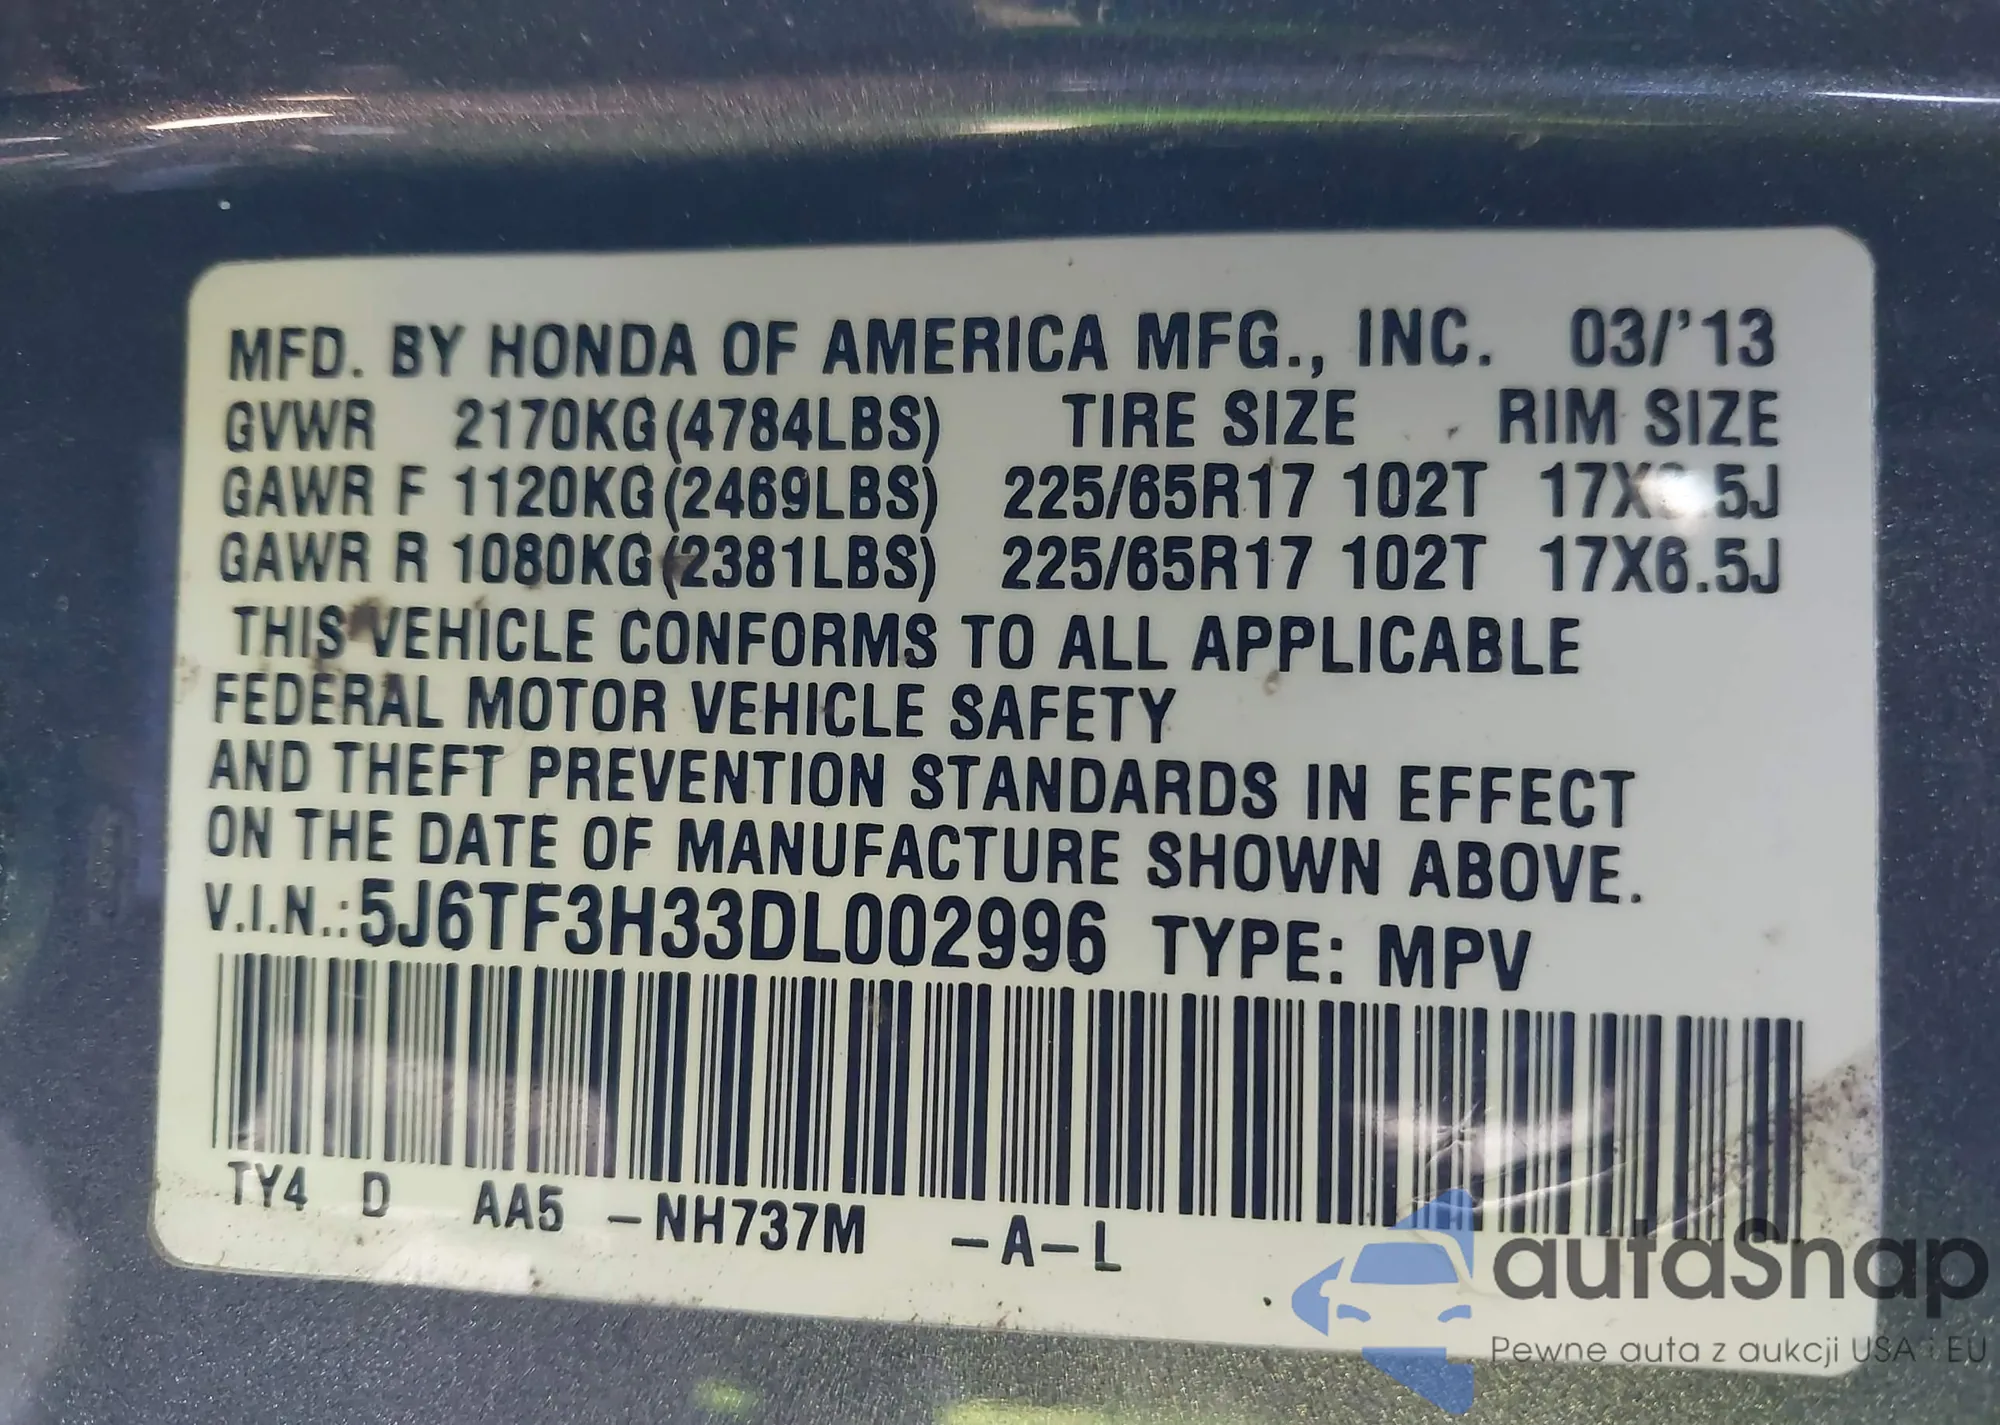 MFD. BY HONDA OF AMERICA MFG., INC. 03/'13
GVWR 2170KG(4784LBS) TIRE SIZE RIM SIZE
GAWR F 1120KG(2469LBS) 225/65R17 102T 17X6.5J
GAWR R 1080KG(2381LBS) 225/65R17 102T 17X6.5J
THIS VEHICLE CONFORMS TO ALL APPLICABLE
FEDERAL MOTOR VEHICLE SAFETY
AND THEFT PREVENTION STANDARDS IN EFFECT
ON THE DATE OF MANUFACTURE SHOWN ABOVE.
V.I.N.: 5J6TF3H33DL002996 TYPE: MPV
TY4 D AA5 -NH737M -A-L
autaSnap
Pewne auta z aukcji USA i EU